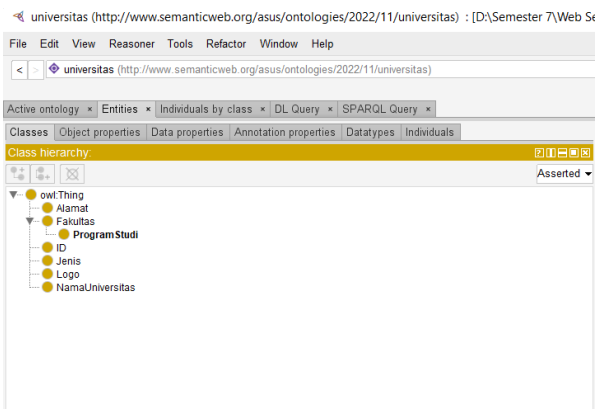 universitas (http://www.semanticweb.org/asus/ontologies/2022/11/universitas) : [D:\Semester 7\Web Se
File Edit View Reasoner Tools Refactor Window Help
< > universitas (http://www.semanticweb.org/asus/ontologies/2022/11/universitas)
Active ontology × Entities × Individuals by class × DL Query × SPARQL Query ×
Classes Object properties Data properties Annotation properties Datatypes Individuals
Class hierarchy:
Asserted
owl:Thing
Alamat
Fakultas
ProgramStudi
ID
Jenis
Logo
NamaUniversitas